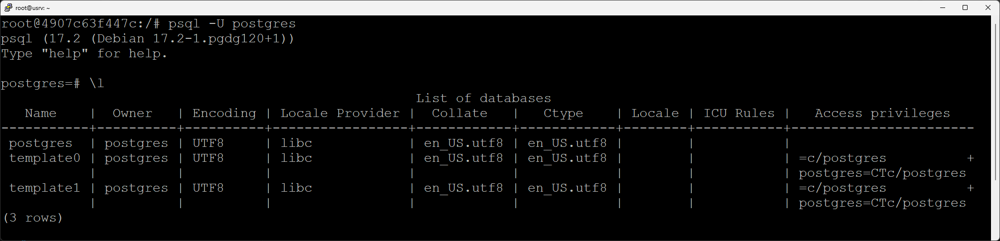 root@usrv: ~
root@4907c63f447c:/# psql -U postgres
psql (17.2 (Debian 17.2-1.pgdg120+1))
Type "help" for help.

postgres=# \l
                                                        List of databases
   Name    |  Owner   | Encoding | Locale Provider |  Collate   |   Ctype    | Locale | ICU Rules |   Access privileges
-----------+----------+----------+-----------------+------------+------------+--------+-----------+-----------------------
 postgres  | postgres | UTF8     | libc            | en_US.utf8 | en_US.utf8 |        |           |
 template0 | postgres | UTF8     | libc            | en_US.utf8 | en_US.utf8 |        |           | =c/postgres          +
           |          |          |                 |            |            |        |           | postgres=CTc/postgres
 template1 | postgres | UTF8     | libc            | en_US.utf8 | en_US.utf8 |        |           | =c/postgres          +
           |          |          |                 |            |            |        |           | postgres=CTc/postgres
(3 rows)